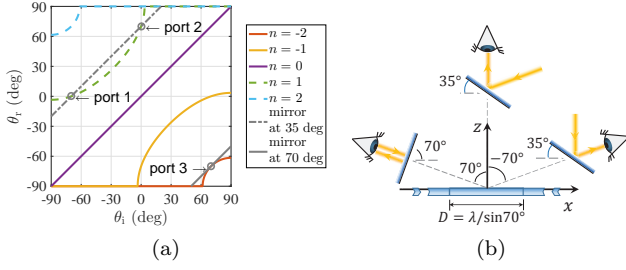 90
60
30
0
-30
-60
-90
θr (deg)
-90 -60 -30 0 30 60 90
θi (deg)
port 2
port 1
port 3
n = -2
n = -1
n = 0
n = 1
n = 2
mirror
at 35 deg
mirror
at 70 deg
(a)
35°
z
70°
70°
−70°
35°
x
D = λ/sin70°
(b)